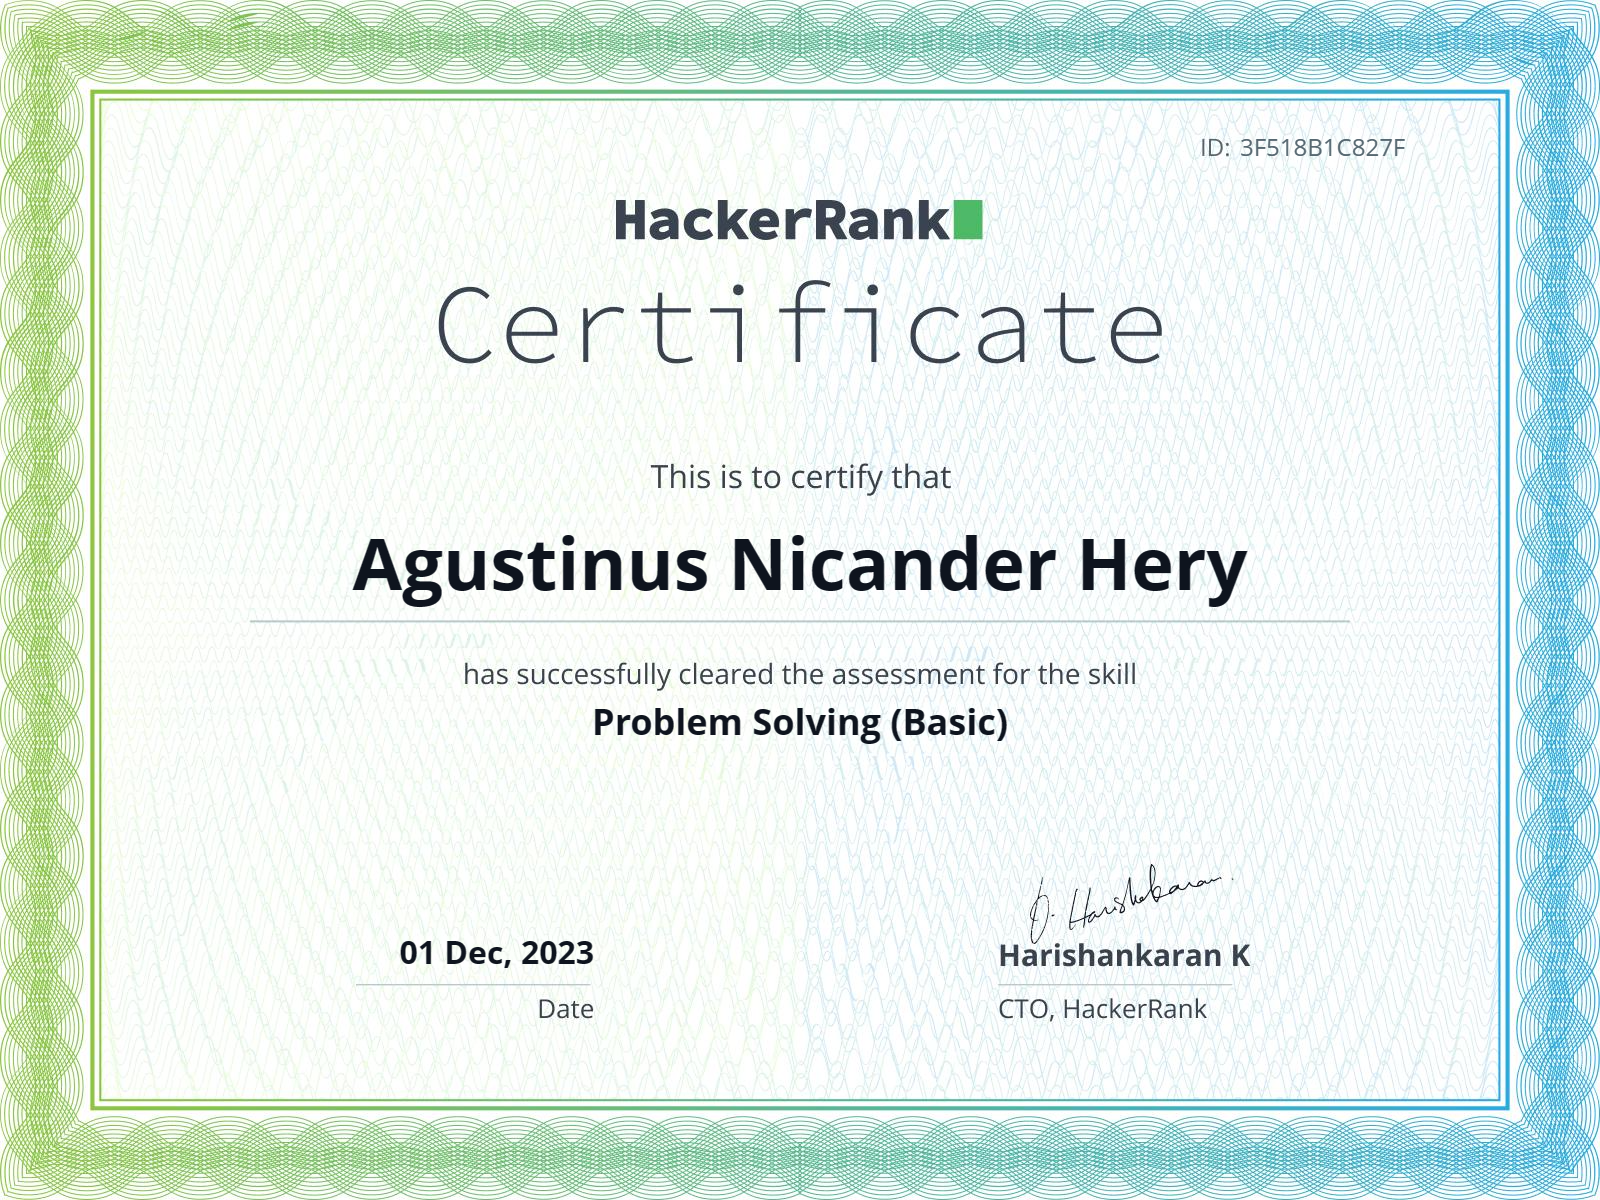 ID: 3F518B1C827F
HackerRank
Certificate
This is to certify that
Agustinus Nicander Hery
has successfully cleared the assessment for the skill
Problem Solving (Basic)
01 Dec, 2023
Date
Harishankaran K
CTO, HackerRank